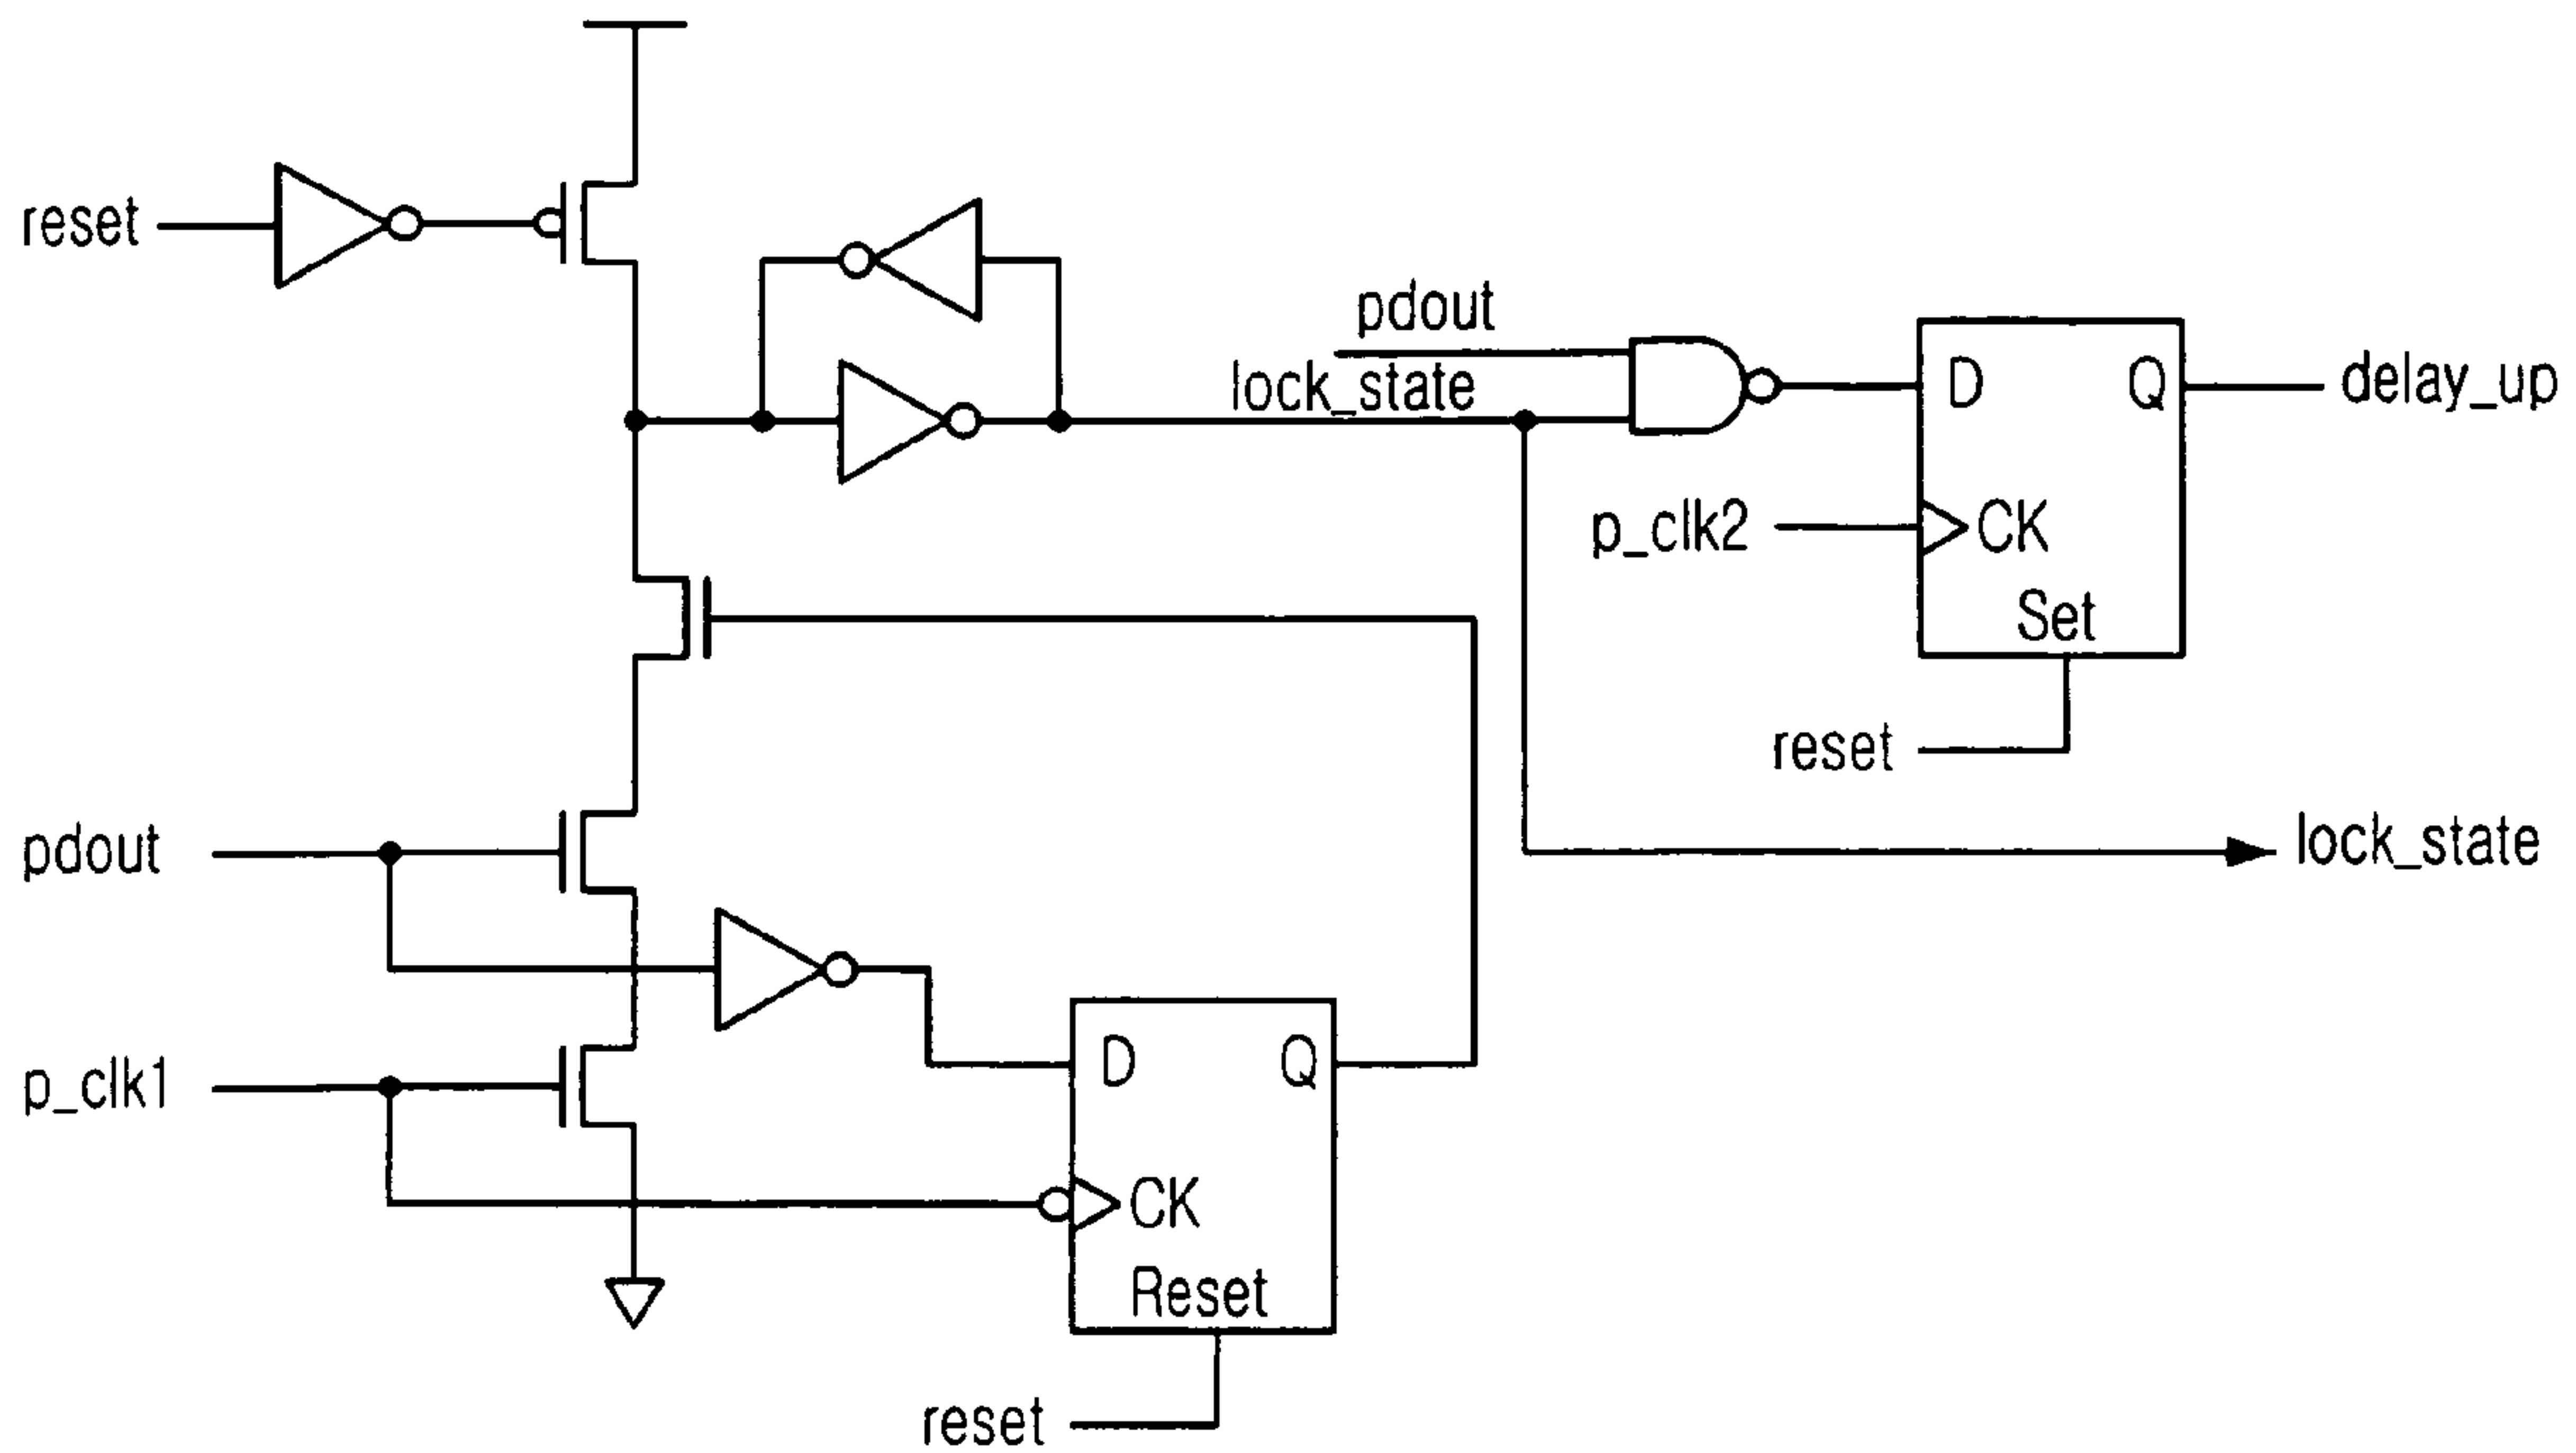 reset
pdout
lock_state
D
Q
delay_up
p_clk2
CK
Set
reset
pdout
lock_state
D
Q
p_clk1
CK
Reset
reset